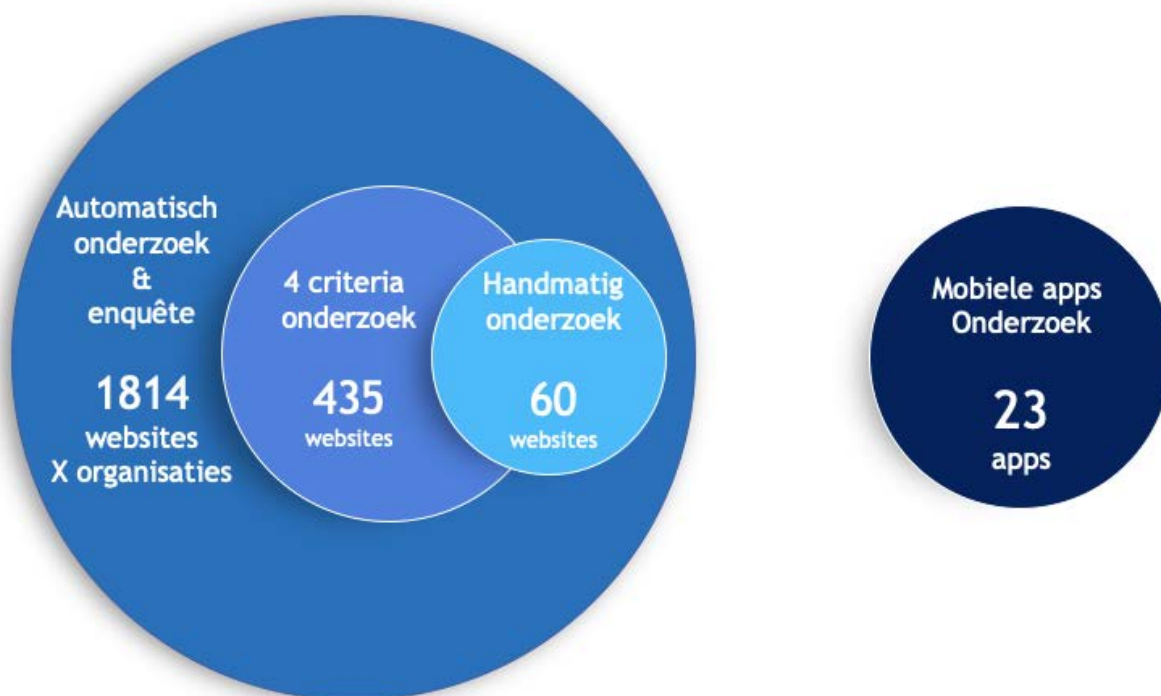 Automatisch
onderzoek
&
enquête
1814
websites
X organisaties
4 criteria
onderzoek
435
websites
Handmatig
onderzoek
60
websites
Mobiele apps
Onderzoek
23
apps